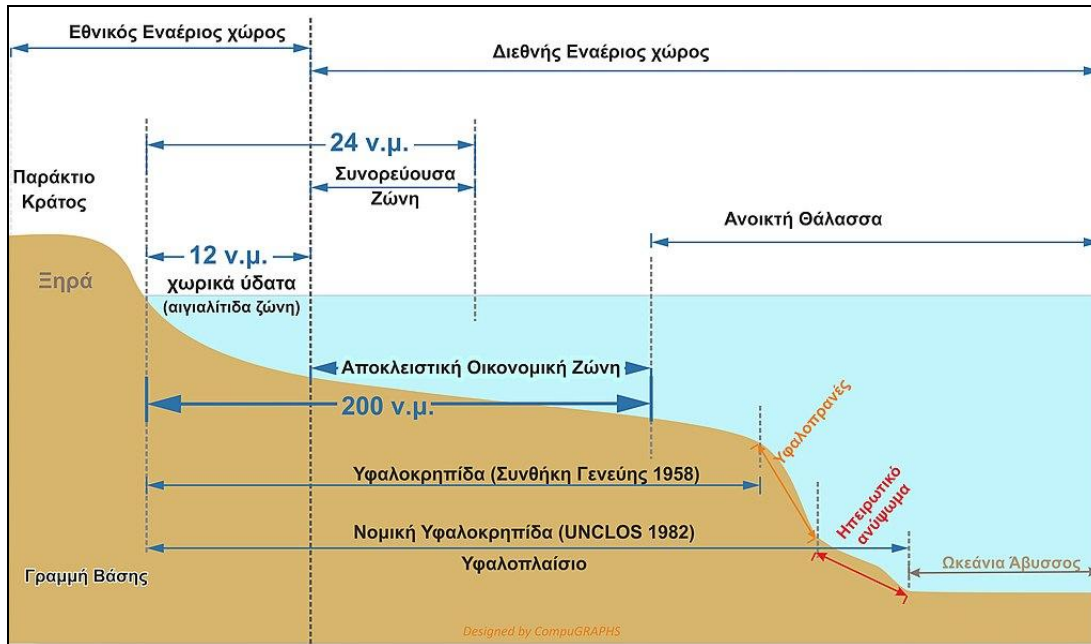 Εθνικός Εναέριος χώρος
Διεθνής Εναέριος χώρος
24 ν.μ.
Συνορεύουσα
Ζώνη
Παράκτιο
Κράτος
Ανοικτή Θάλασσα
12 ν.μ.
Ξηρά
χωρικά ύδατα
(αιγιαλίτιδα ζώνη)
Αποκλειστική Οικονομική Ζώνη
200 ν.μ.
Υφαλοπρανές
Υφαλοκρηπίδα (Συνθήκη Γενεύης 1958)
Ηπειρωτικό
ανύψωμα
Νομική Υφαλοκρηπίδα (UNCLOS 1982)
Υφαλοπλαίσιο
Ωκεάνια Άβυσσος
Γραμμή Βάσης
Designed by CompuGRAPHS